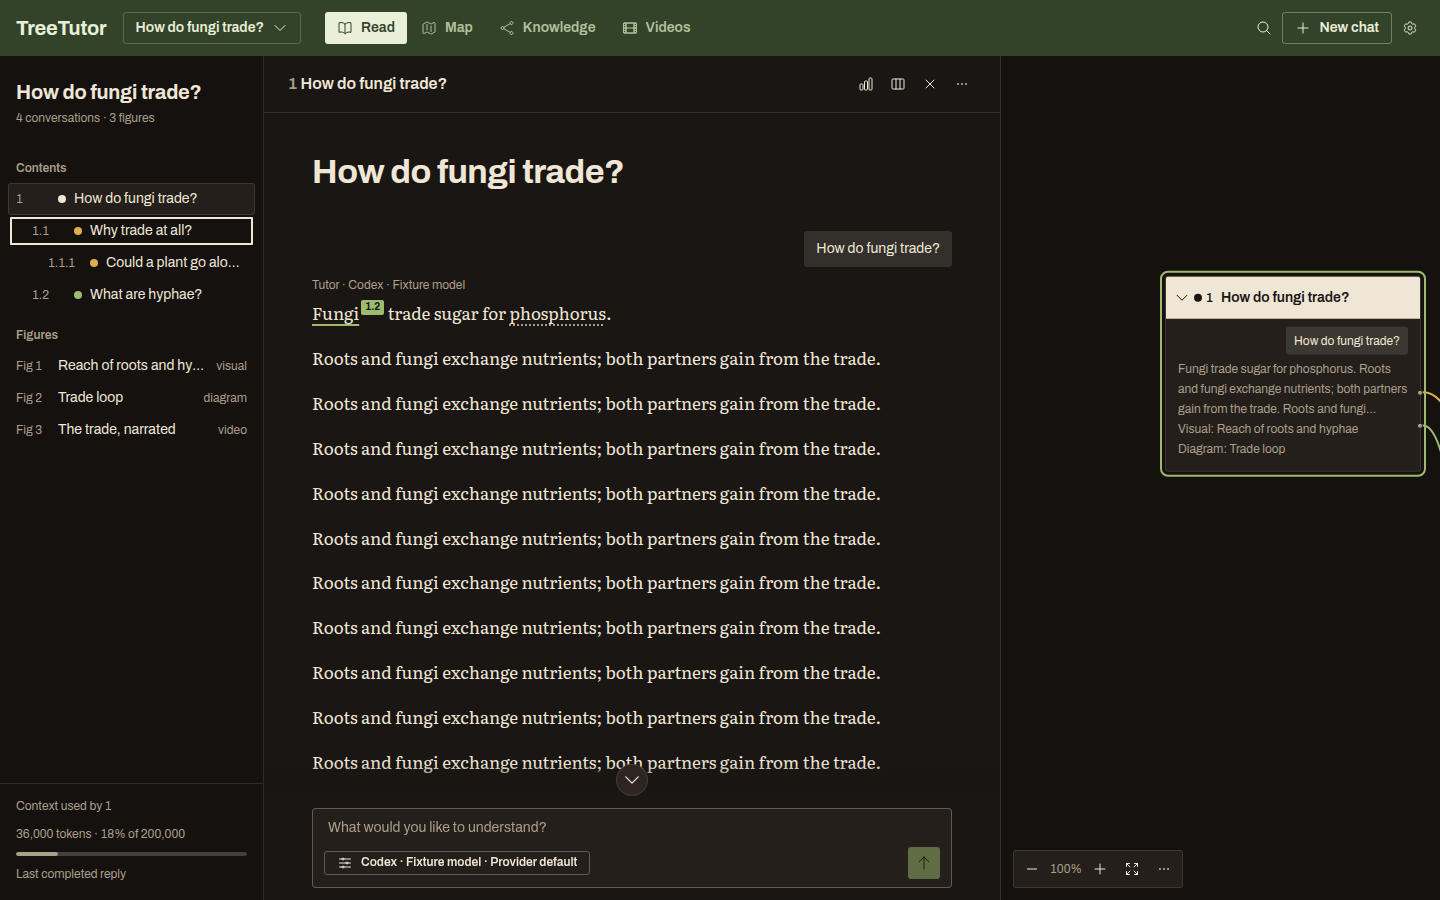 TreeTutor
How do fungi trade?
Read
Map
Knowledge
Videos
New chat
How do fungi trade?
4 conversations · 3 figures
Contents
1 How do fungi trade?
1.1 Why trade at all?
1.1.1 Could a plant go alo...
1.2 What are hyphae?
Figures
Fig 1 Reach of roots and hy... visual
Fig 2 Trade loop diagram
Fig 3 The trade, narrated video
Context used by 1
36,000 tokens · 18% of 200,000
Last completed reply
1 How do fungi trade?
How do fungi trade?
How do fungi trade?
Tutor · Codex · Fixture model
Fungi 1.2 trade sugar for phosphorus.
Roots and fungi exchange nutrients; both partners gain from the trade.
Roots and fungi exchange nutrients; both partners gain from the trade.
Roots and fungi exchange nutrients; both partners gain from the trade.
Roots and fungi exchange nutrients; both partners gain from the trade.
Roots and fungi exchange nutrients; both partners gain from the trade.
Roots and fungi exchange nutrients; both partners gain from the trade.
Roots and fungi exchange nutrients; both partners gain from the trade.
Roots and fungi exchange nutrients; both partners gain from the trade.
Roots and fungi exchange nutrients; both partners gain from the trade.
Roots and fungi exchange nutrients; both partners gain from the trade.
What would you like to understand?
Codex · Fixture model · Provider default
1 How do fungi trade?
How do fungi trade?
Fungi trade sugar for phosphorus. Roots
and fungi exchange nutrients; both partners
gain from the trade. Roots and fungi...
Visual: Reach of roots and hyphae
Diagram: Trade loop
100%